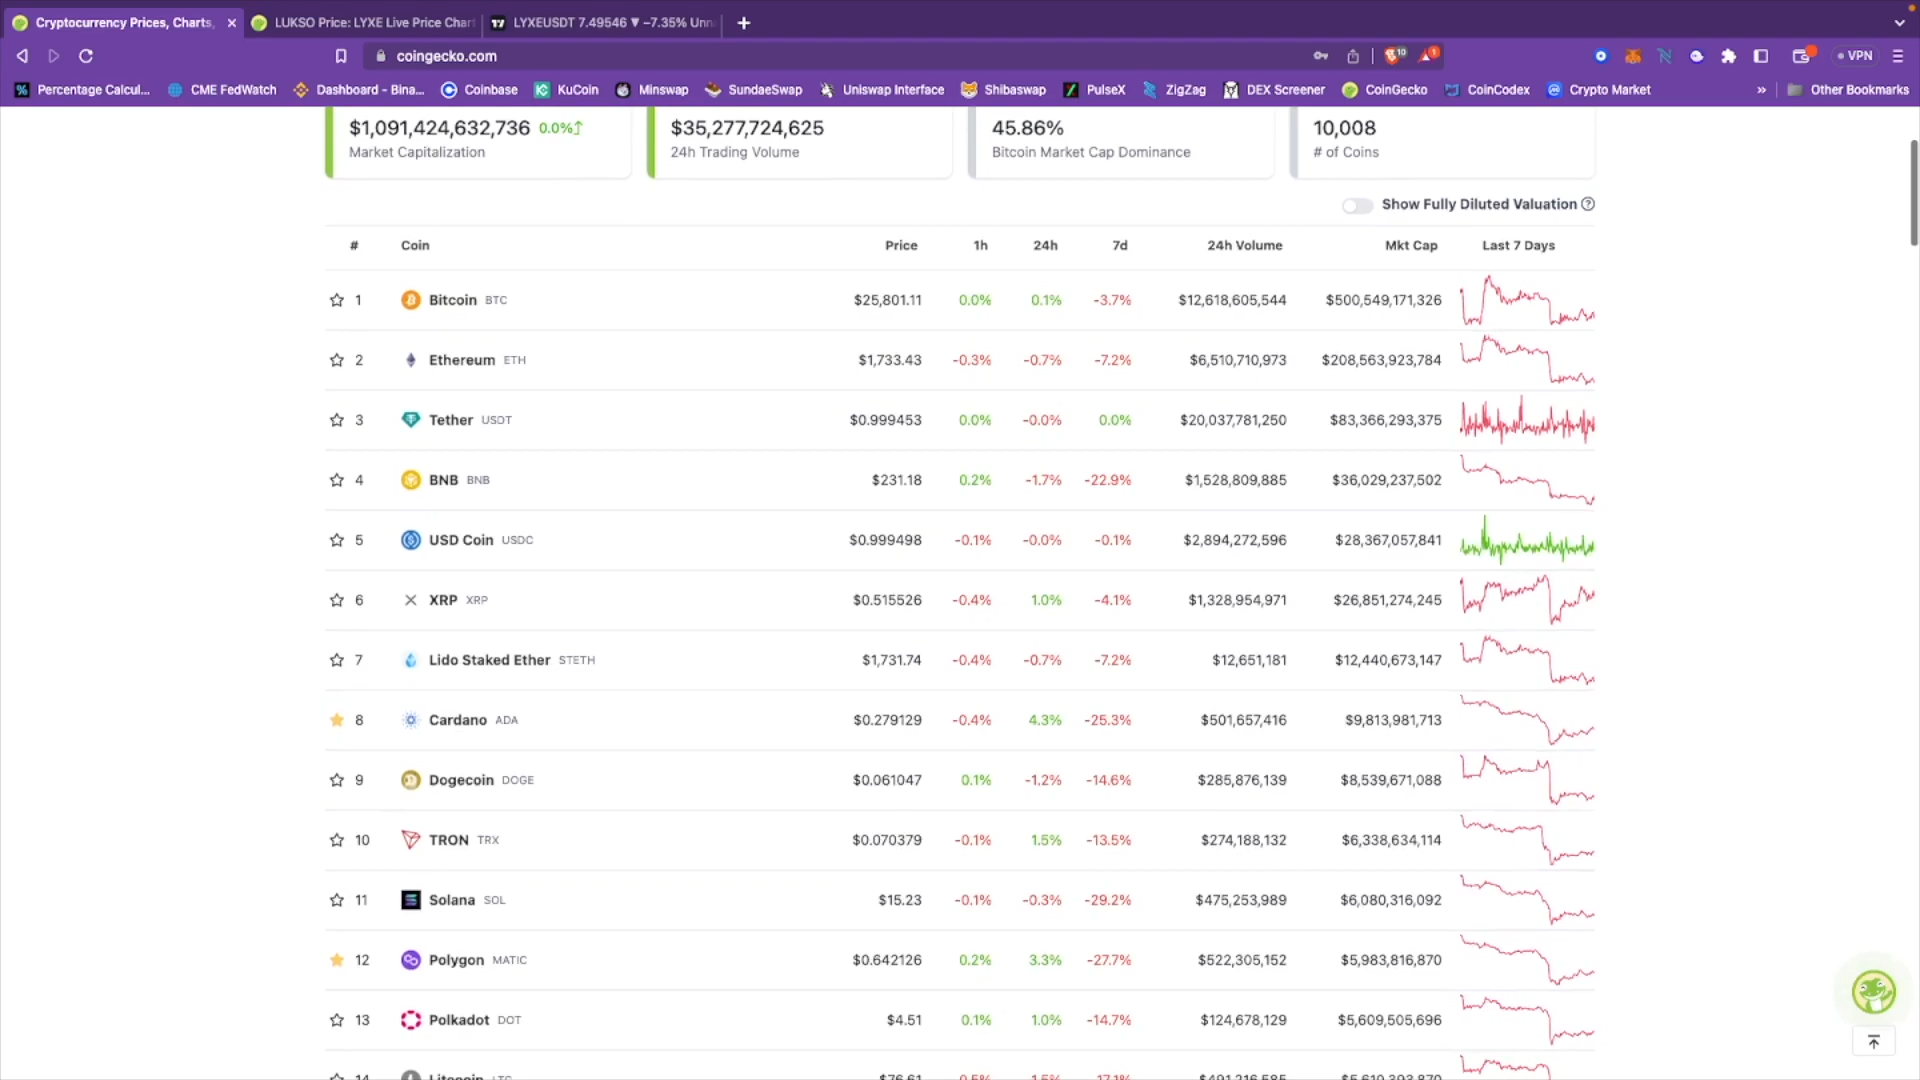 Cryptocurrency Prices, Charts,
LUKSO Price: LYXE Live Price Char
LYXEUSDT 7.49546 ▼ −7.35% Unn
coingecko.com
10
1
VPN
Percentage Calcul...
CME FedWatch
Dashboard - Bina...
Coinbase
KuCoin
Minswap
SundaeSwap
Uniswap Interface
Shibaswap
PulseX
ZigZag
DEX Screener
CoinGecko
CoinCodex
Crypto Market
»
Other Bookmarks
$1,091,424,632,736 0.0%
Market Capitalization
$35,277,724,625
24h Trading Volume
45.86%
Bitcoin Market Cap Dominance
10,008
# of Coins
Show Fully Diluted Valuation ?
# Coin Price 1h 24h 7d 24h Volume Mkt Cap Last 7 Days
1 Bitcoin BTC $25,801.11 0.0% 0.1% -3.7% $12,618,605,544 $500,549,171,326
2 Ethereum ETH $1,733.43 -0.3% -0.7% -7.2% $6,510,710,973 $208,563,923,784
3 Tether USDT $0.999453 0.0% -0.0% 0.0% $20,037,781,250 $83,366,293,375
4 BNB BNB $231.18 0.2% -1.7% -22.9% $1,528,809,885 $36,029,237,502
5 USD Coin USDC $0.999498 -0.1% -0.0% -0.1% $2,894,272,596 $28,367,057,841
6 XRP XRP $0.515526 -0.4% 1.0% -4.1% $1,328,954,971 $26,851,274,245
7 Lido Staked Ether STETH $1,731.74 -0.4% -0.7% -7.2% $12,651,181 $12,440,673,147
8 Cardano ADA $0.279129 -0.4% 4.3% -25.3% $501,657,416 $9,813,981,713
9 Dogecoin DOGE $0.061047 0.1% -1.2% -14.6% $285,876,139 $8,539,671,088
10 TRON TRX $0.070379 -0.1% 1.5% -13.5% $274,188,132 $6,338,634,114
11 Solana SOL $15.23 -0.1% -0.3% -29.2% $475,253,989 $6,080,316,092
12 Polygon MATIC $0.642126 0.2% 3.3% -27.7% $522,305,152 $5,983,816,870
13 Polkadot DOT $4.51 0.1% 1.0% -14.7% $124,678,129 $5,609,505,696
14 Litecoin LTC